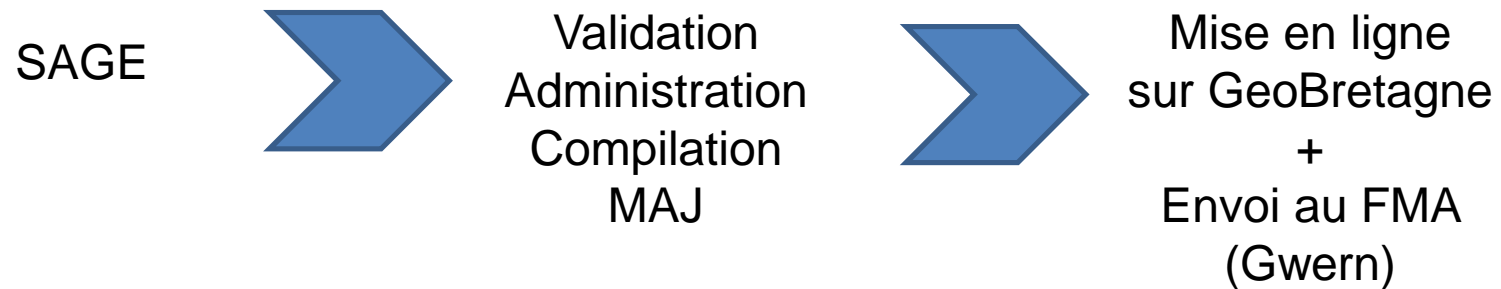 SAGE
Validation
Administration
Compilation
MAJ
Mise en ligne
sur GeoBretagne
+
Envoi au FMA
(Gwern)